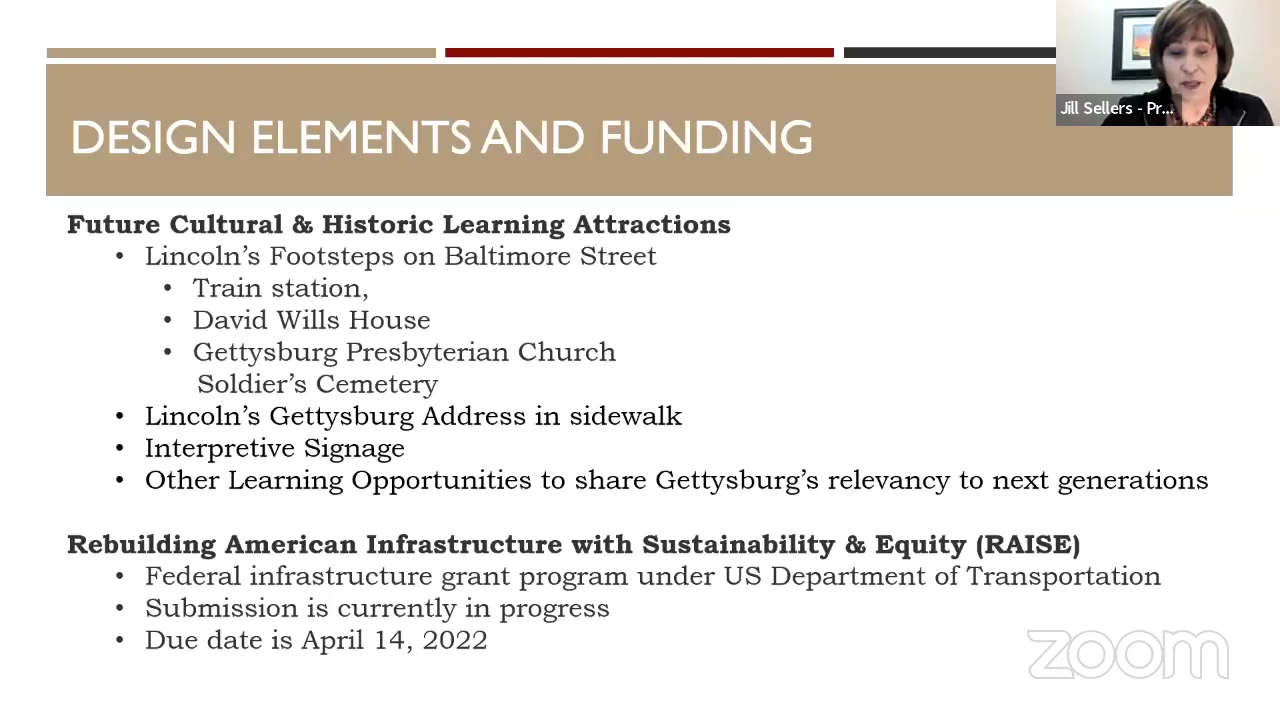 Jill Sellers - Pr...
DESIGN ELEMENTS AND FUNDING
Future Cultural & Historic Learning Attractions
• Lincoln’s Footsteps on Baltimore Street
• Train station,
• David Wills House
• Gettysburg Presbyterian Church
Soldier’s Cemetery
• Lincoln’s Gettysburg Address in sidewalk
• Interpretive Signage
• Other Learning Opportunities to share Gettysburg’s relevancy to next generations
Rebuilding American Infrastructure with Sustainability & Equity (RAISE)
• Federal infrastructure grant program under US Department of Transportation
• Submission is currently in progress
• Due date is April 14, 2022
zoom